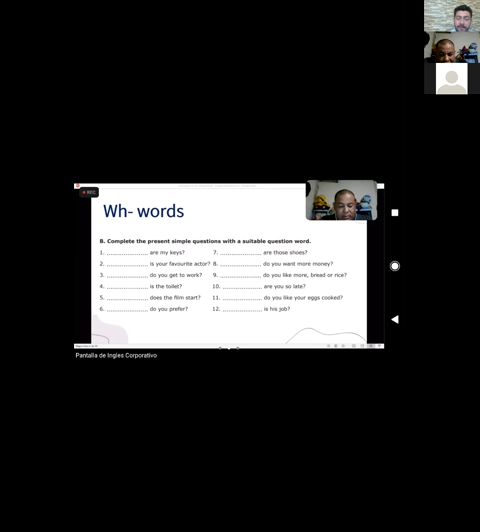 REC
Wh- words
B. Complete the present simple questions with a suitable question word.
1. ........................ are my keys? 7. ........................ are those shoes?
2. ........................ is your favourite actor? 8. ........................ do you want more money?
3. ........................ do you get to work? 9. ........................ do you like more, bread or rice?
4. ........................ is the toilet? 10. ........................ are you so late?
5. ........................ does the film start? 11. ........................ do you like your eggs cooked?
6. ........................ do you prefer? 12. ........................ is his job?
Pantalla de Ingles Corporativo